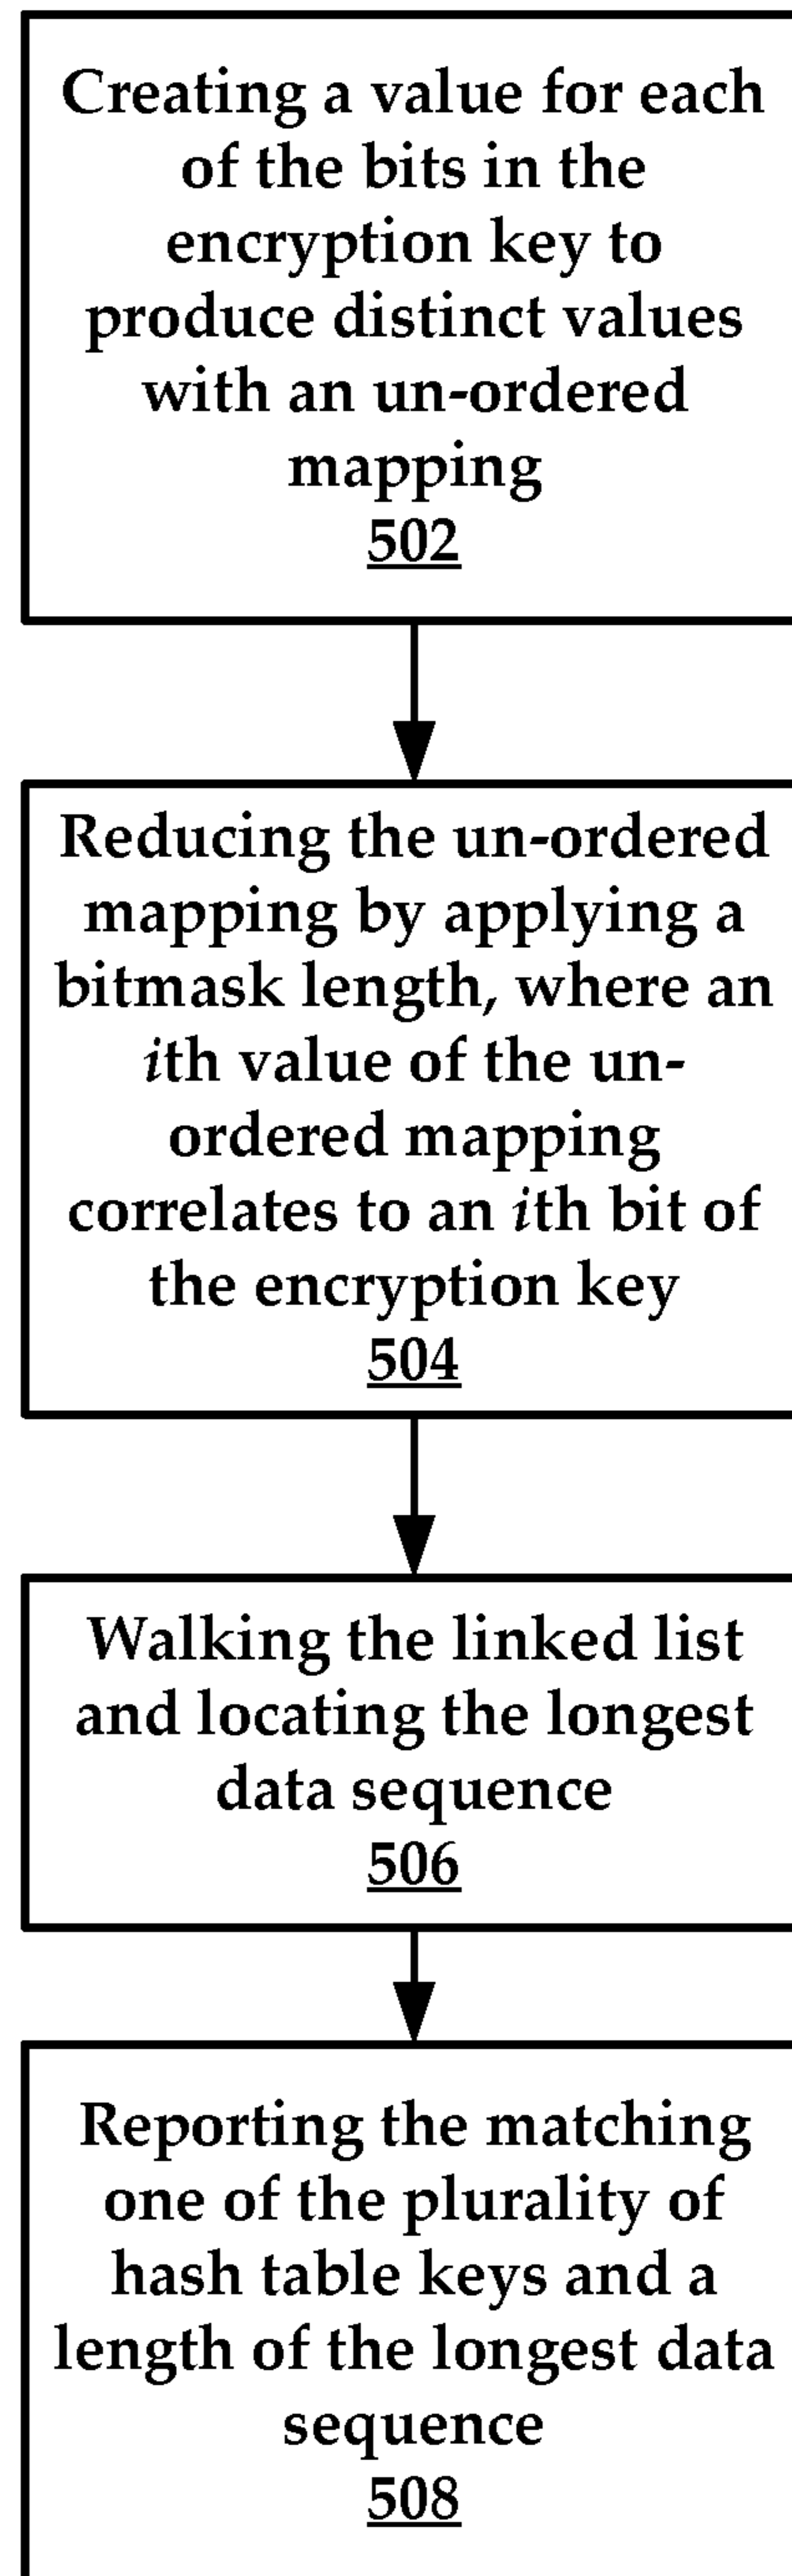 Creating a value for each
of the bits in the
encryption key to
produce distinct values
with an un-ordered
mapping
502
Reducing the un-ordered
mapping by applying a
bitmask length, where an
ith value of the un-
ordered mapping
correlates to an ith bit of
the encryption key
504
Walking the linked list
and locating the longest
data sequence
506
Reporting the matching
one of the plurality of
hash table keys and a
length of the longest data
sequence
508